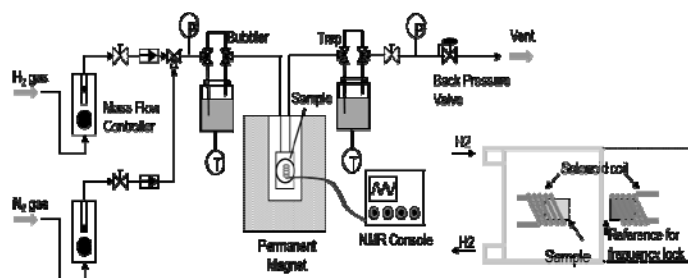 Bubbler
Trap
Vent
H2 gas
Mass Flow
Controller
Sample
Back Pressure
Valve
P
P
T
T
N2 gas
Permanent
Magnet
NMR Console
H2
H2
Solenoid coil
Sample
Reference for
frequency lock